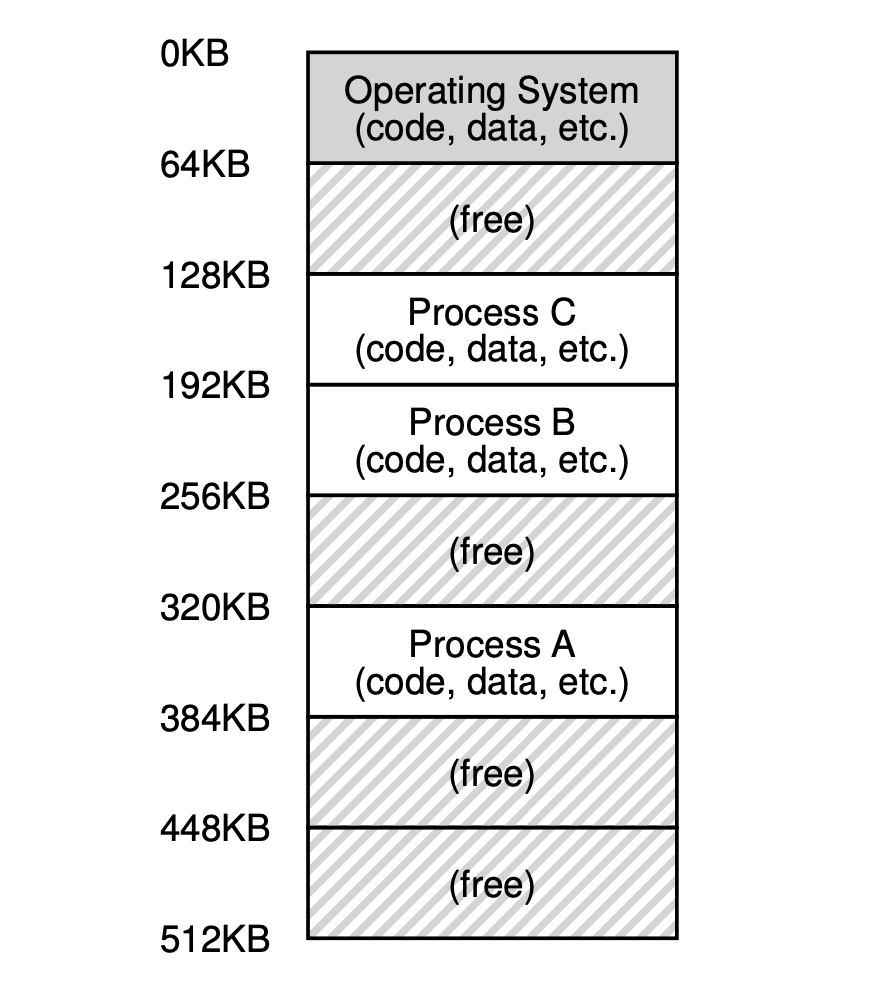 0KB
Operating System
(code, data, etc.)
64KB
(free)
128KB
Process C
(code, data, etc.)
192KB
Process B
(code, data, etc.)
256KB
(free)
320KB
Process A
(code, data, etc.)
384KB
(free)
448KB
(free)
512KB